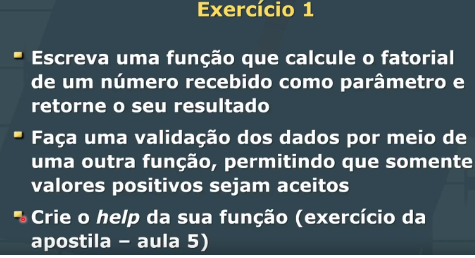 Exercício 1
Escreva uma função que calcule o fatorial
de um número recebido como parâmetro e
retorne o seu resultado
Faça uma validação dos dados por meio de
uma outra função, permitindo que somente
valores positivos sejam aceitos
Crie o help da sua função (exercício da
apostila – aula 5)